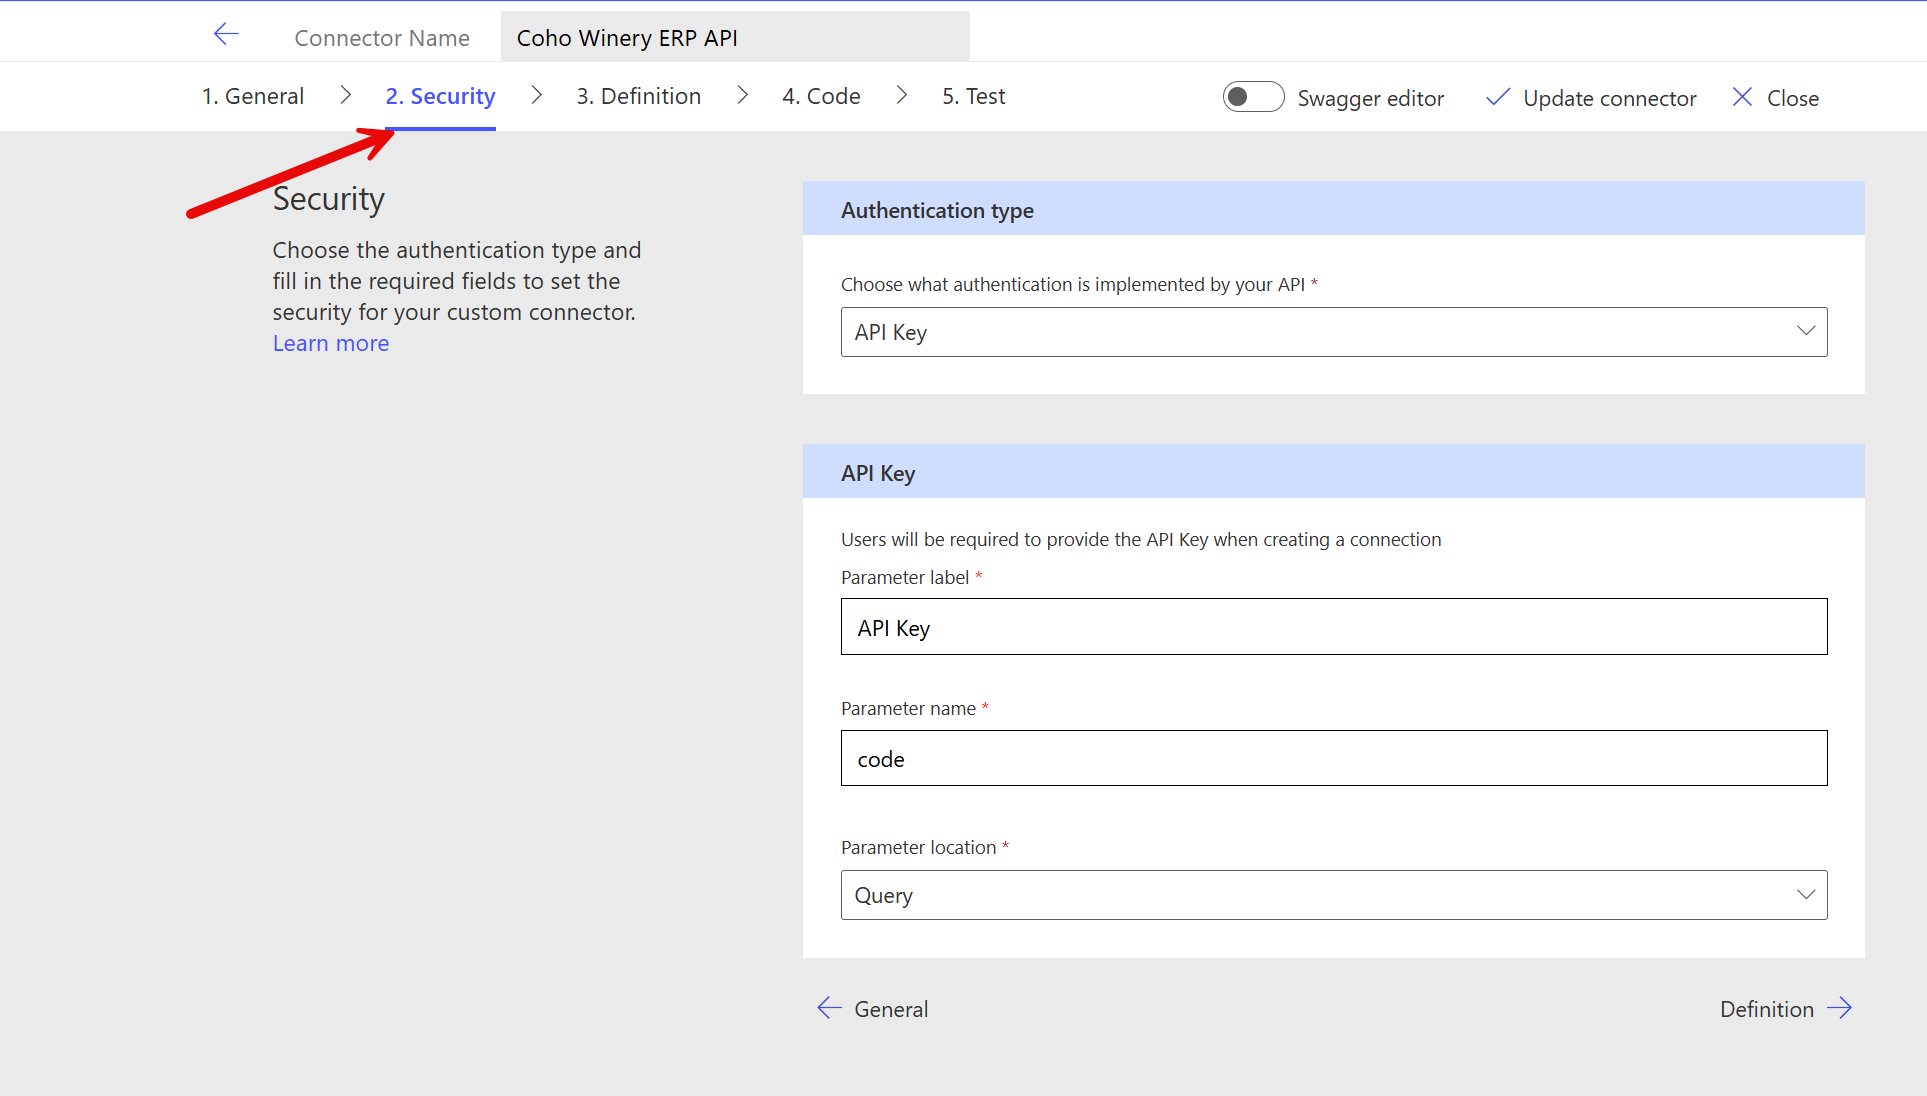 Connector Name
Coho Winery ERP API
1. General
2. Security
3. Definition
4. Code
5. Test
Swagger editor
Update connector
Close
Security
Choose the authentication type and
fill in the required fields to set the
security for your custom connector.
Learn more
Authentication type
Choose what authentication is implemented by your API *
API Key
API Key
Users will be required to provide the API Key when creating a connection
Parameter label *
API Key
Parameter name *
code
Parameter location *
Query
General
Definition